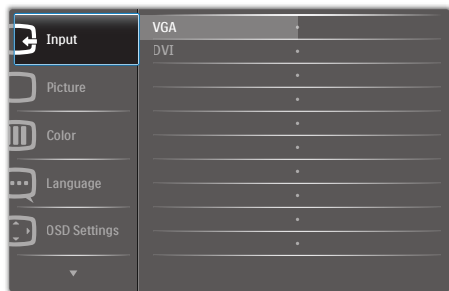 Input
Picture
Color
Language
OSD Settings
VGA
DVI